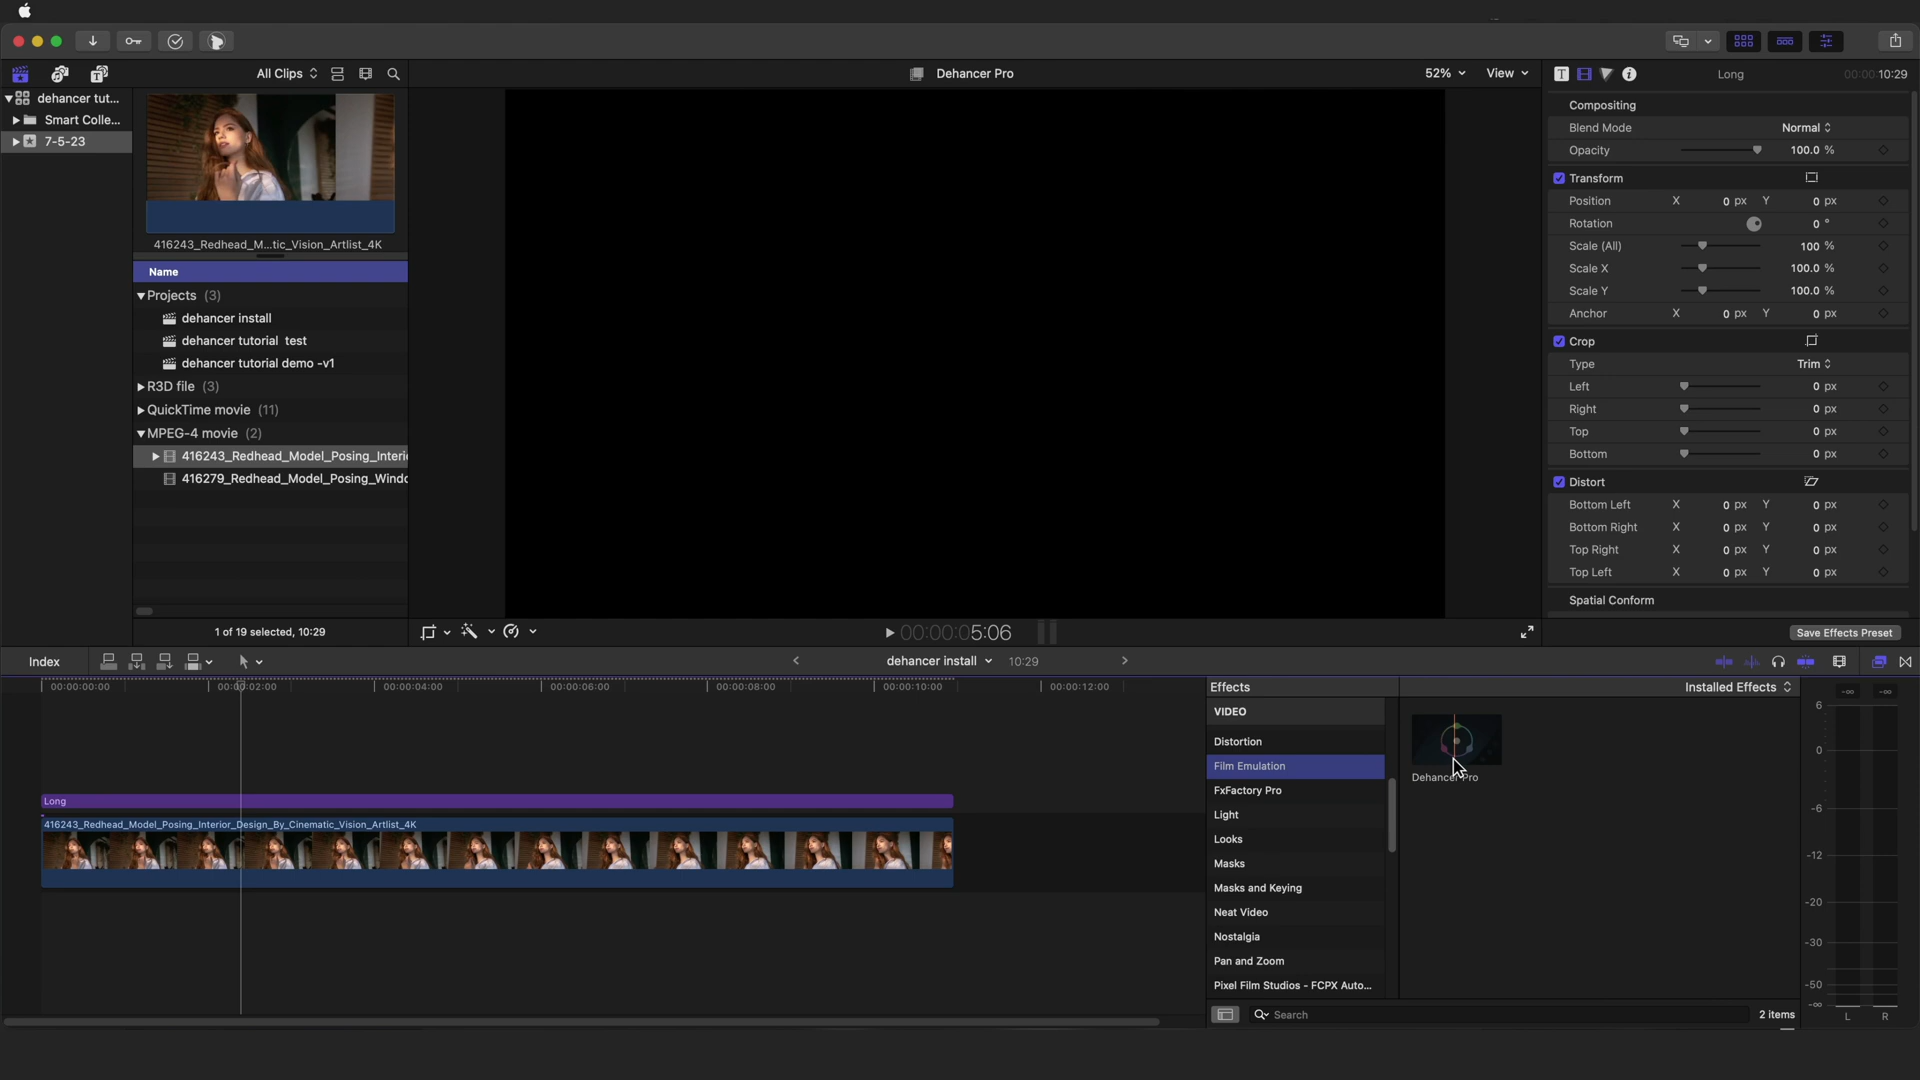 All Clips
Dehancer Pro
52%
View
Long
00:00:10:29
dehancer tut...
Smart Colle...
7-5-23
416243_Redhead_M...tic_Vision_Artlist_4K
Name
Projects (3)
dehancer install
dehancer tutorial test
dehancer tutorial demo -v1
R3D file (3)
QuickTime movie (11)
MPEG-4 movie (2)
416243_Redhead_Model_Posing_Interi
416279_Redhead_Model_Posing_Windo
1 of 19 selected, 10:29
00:00:05:06
Compositing
Blend Mode Normal
Opacity 100.0 %
Transform
Position X 0 px Y 0 px
Rotation 0 °
Scale (All) 100 %
Scale X 100.0 %
Scale Y 100.0 %
Anchor X 0 px Y 0 px
Crop
Type Trim
Left 0 px
Right 0 px
Top 0 px
Bottom 0 px
Distort
Bottom Left X 0 px Y 0 px
Bottom Right X 0 px Y 0 px
Top Right X 0 px Y 0 px
Top Left X 0 px Y 0 px
Spatial Conform
Save Effects Preset
Index
dehancer install
10:29
00:00:00:00
00:00:02:00
00:00:04:00
00:00:06:00
00:00:08:00
00:00:10:00
00:00:12:00
Long
416243_Redhead_Model_Posing_Interior_Design_By_Cinematic_Vision_Artlist_4K
Effects
Installed Effects
VIDEO
Distortion
Film Emulation
FxFactory Pro
Light
Looks
Masks
Masks and Keying
Neat Video
Nostalgia
Pan and Zoom
Pixel Film Studios - FCPX Auto...
Dehancer Pro
Search
2 items
-∞ -∞
6
0
-6
-12
-20
-30
-50
-∞
L R